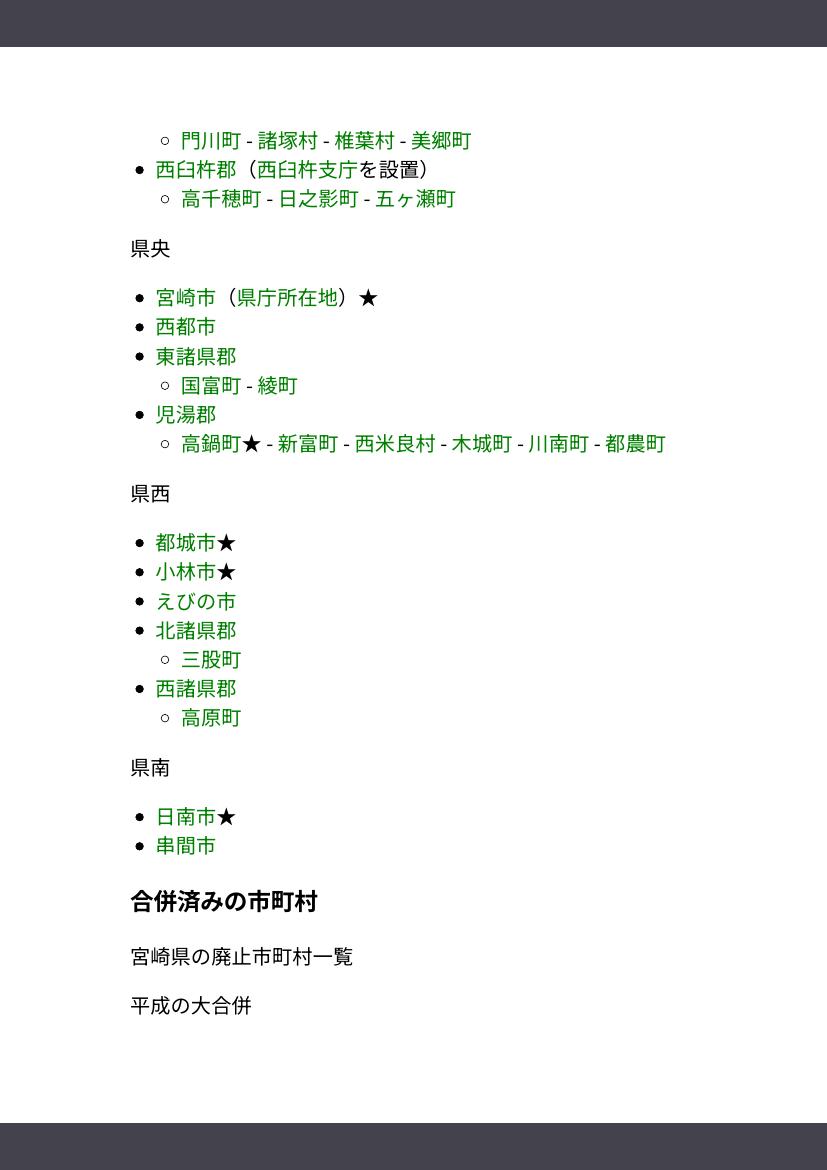 門川町 - 諸塚村 - 椎葉村 - 美郷町
西臼杵郡（西臼杵支庁を設置）
高千穂町 - 日之影町 - 五ヶ瀬町
県央
宮崎市（県庁所在地）★
西都市
東諸県郡
国富町 - 綾町
児湯郡
高鍋町★ - 新富町 - 西米良村 - 木城町 - 川南町 - 都農町
県西
都城市★
小林市★
えびの市
北諸県郡
三股町
西諸県郡
高原町
県南
日南市★
串間市
合併済みの市町村
宮崎県の廃止市町村一覧
平成の大合併